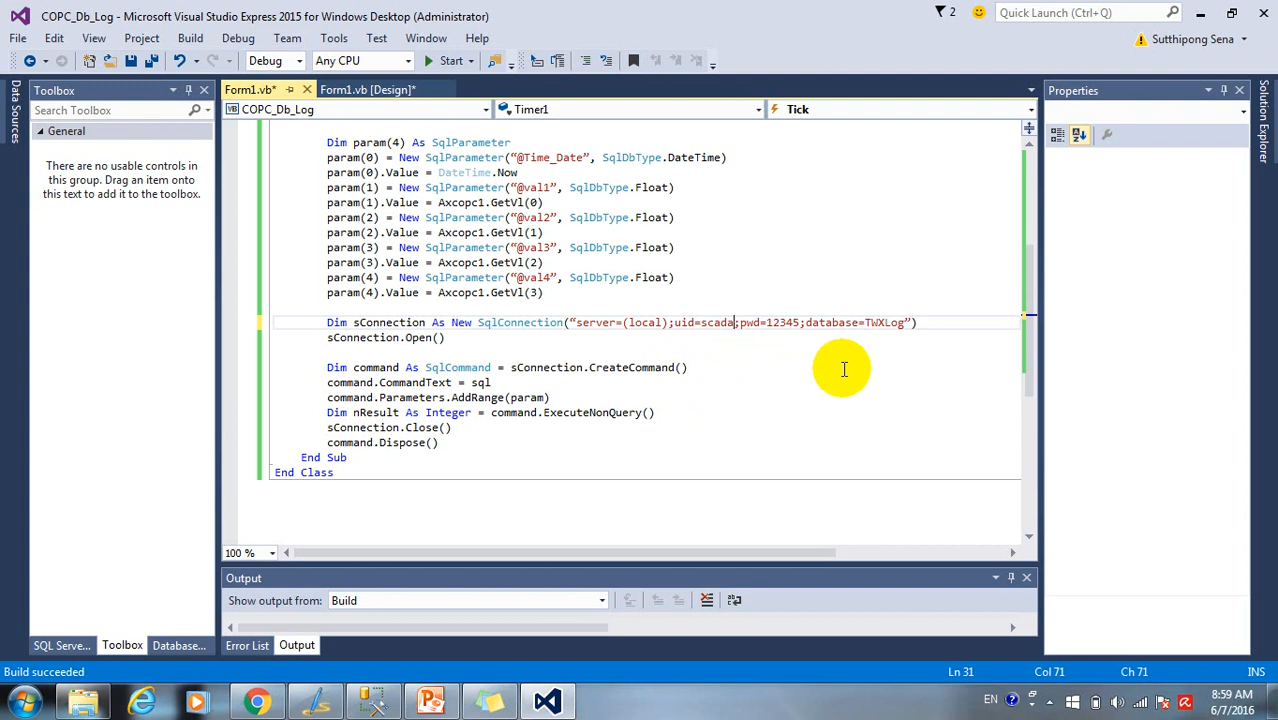 COPC_Db_Log - Microsoft Visual Studio Express 2015 for Windows Desktop (Administrator)
2
Quick Launch (Ctrl+Q)
File Edit View Project Build Debug Team Tools Test Window Help
Sutthipong Sena
Debug Any CPU Start
Data Sources
Toolbox
Form1.vb*
Form1.vb [Design]*
Properties
Solution Explorer
Search Toolbox
COPC_Db_Log
Timer1
Tick
General
There are no usable controls in
this group. Drag an item onto
this text to add it to the toolbox.
Dim param(4) As SqlParameter
param(0) = New SqlParameter(“@Time_Date”, SqlDbType.DateTime)
param(0).Value = DateTime.Now
param(1) = New SqlParameter(“@val1”, SqlDbType.Float)
param(1).Value = Axcopc1.GetVl(0)
param(2) = New SqlParameter(“@val2”, SqlDbType.Float)
param(2).Value = Axcopc1.GetVl(1)
param(3) = New SqlParameter(“@val3”, SqlDbType.Float)
param(3).Value = Axcopc1.GetVl(2)
param(4) = New SqlParameter(“@val4”, SqlDbType.Float)
param(4).Value = Axcopc1.GetVl(3)
Dim sConnection As New SqlConnection(“server=(local);uid=scada;pwd=12345;database=TWXLog”)
sConnection.Open()
Dim command As SqlCommand = sConnection.CreateCommand()
command.CommandText = sql
command.Parameters.AddRange(param)
Dim nResult As Integer = command.ExecuteNonQuery()
sConnection.Close()
command.Dispose()
End Sub
End Class
100 %
Output
Show output from: Build
SQL Serve... Toolbox Database...
Error List Output
Build succeeded
Ln 31 Col 71 Ch 71 INS
EN
8:59 AM
6/7/2016